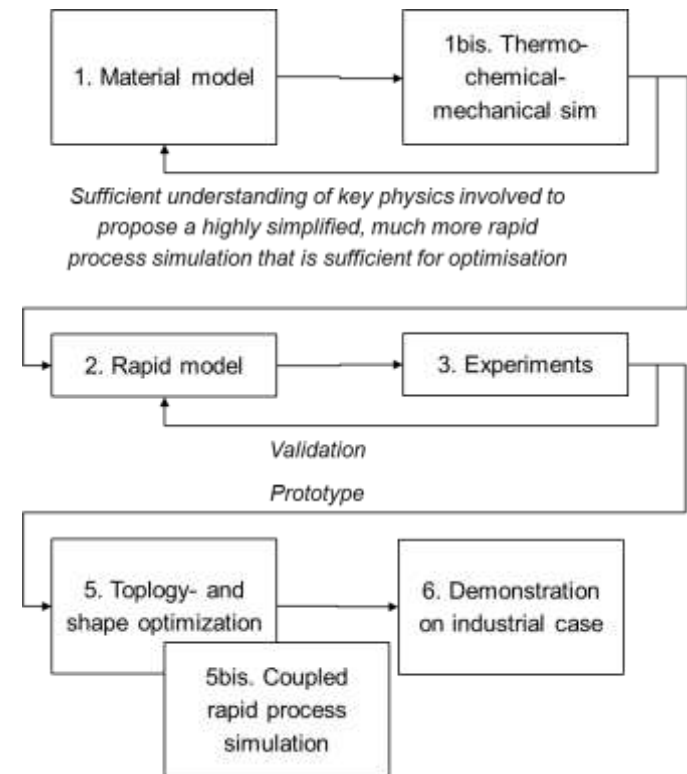 1. Material model
1bis. Thermo-
chemical-
mechanical sim
Sufficient understanding of key physics involved to
propose a highly simplified, much more rapid
process simulation that is sufficient for optimisation
2. Rapid model
3. Experiments
Validation
Prototype
5. Toplogy- and
shape optimization
6. Demonstration
on industrial case
5bis. Coupled
rapid process
simulation